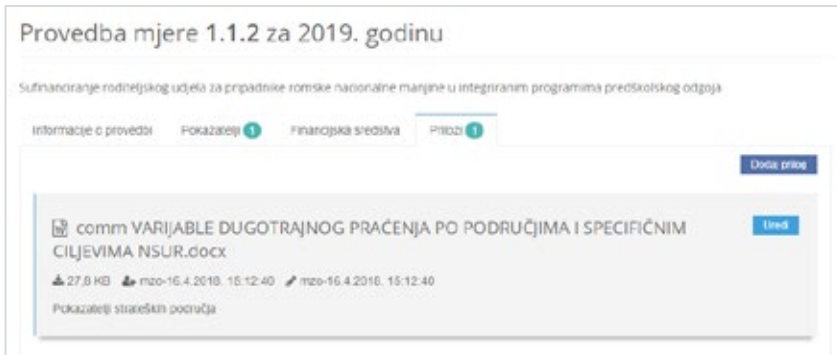 Provedba mjere 1.1.2 za 2019. godinu
Sufinanciranje roditeljskog udjela za pripadnike romske nacionalne manjine u integriranim programima predškolskog odgoja
Informacije o provedbi Pokazatelji 1 Financijska sredstva Prilozi 1
Dodaj prilog
comm VARIJABLE DUGOTRAJNOG PRAĆENJA PO PODRUČJIMA I SPECIFIČNIM
CILJEVIMA NSUR.docx
Uredi
27,8 KB mzo-16.4.2018. 15:12:40 mzo-16.4.2018. 15:12:40
Pokazatelji strateških područja